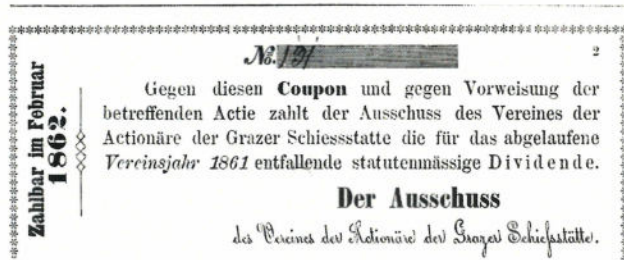 No. 191
2
Gegen diesen Coupon und gegen Vorweisung der
betreffenden Actie zahlt der Ausschuss des Vereines der
Actionäre der Grazer Schiessstatte die für das abgelaufene
Vereinsjahr 1861 entfallende statutenmässige Dividende.
Der Ausschuss
des Vereines der Actionäre der Grazer Schießstätte.
Zahlbar im Februar
1862.